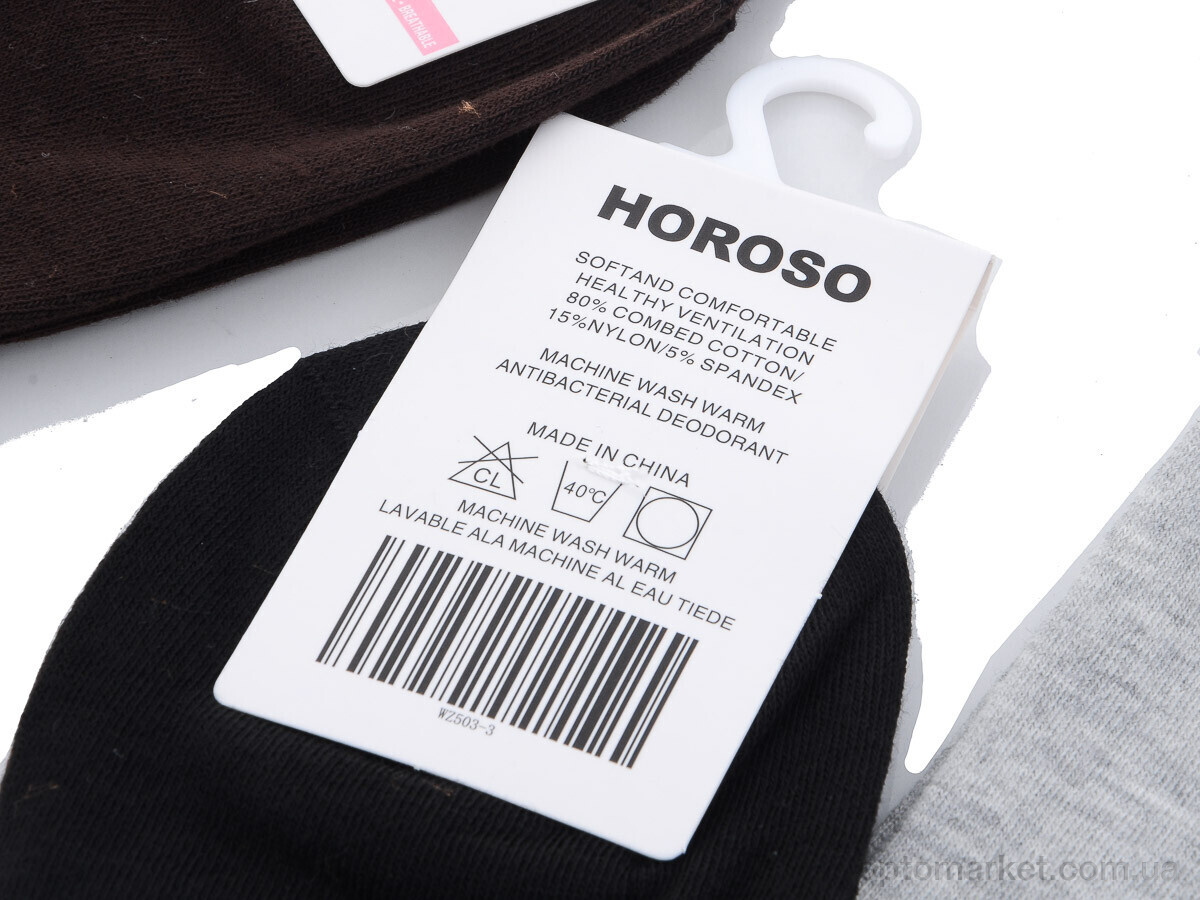 • BREATHABLE
HOROSO
SOFTAND COMFORTABLE
HEALTHY VENTILATION
80% COMBED COTTON/
15%NYLON/5% SPANDEX
MACHINE WASH WARM
ANTIBACTERIAL DEODORANT
MADE IN CHINA
CL
40°C
MACHINE WASH WARM
LAVABLE ALA MACHINE AL EAU TIEDE
WZ503-3
optomarket.com.ua